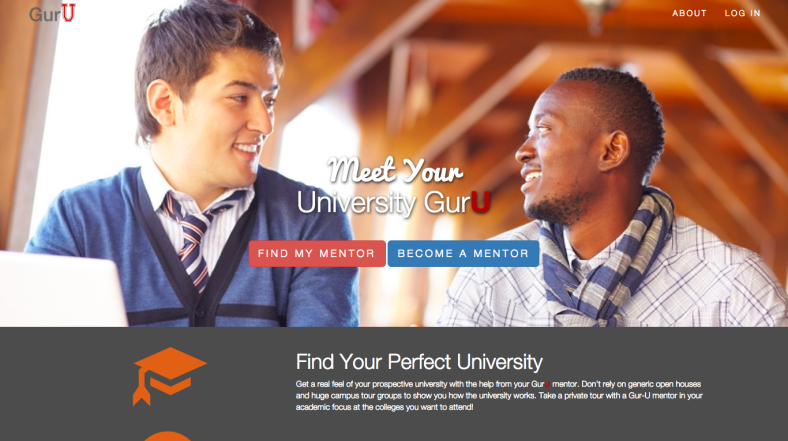 GurU
ABOUT LOG IN
Meet Your
University GurU
FIND MY MENTOR BECOME A MENTOR
Find Your Perfect University
Get a real feel of your prospective university with the help from your GurU mentor. Don't rely on generic open houses
and huge campus tour groups to show you how the university works. Take a private tour with a Gur-U mentor in your
academic focus at the colleges you want to attend!